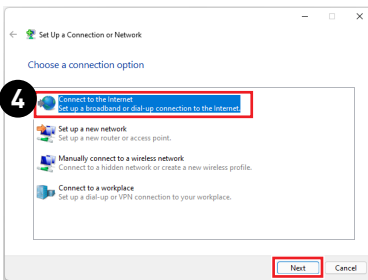 Set Up a Connection or Network
Choose a connection option
4
Connect to the Internet
Set up a broadband or dial-up connection to the Internet.
Set up a new network
Set up a new router or access point.
Manually connect to a wireless network
Connect to a hidden network or create a new wireless profile.
Connect to a workplace
Set up a dial-up or VPN connection to your workplace.
Next
Cancel